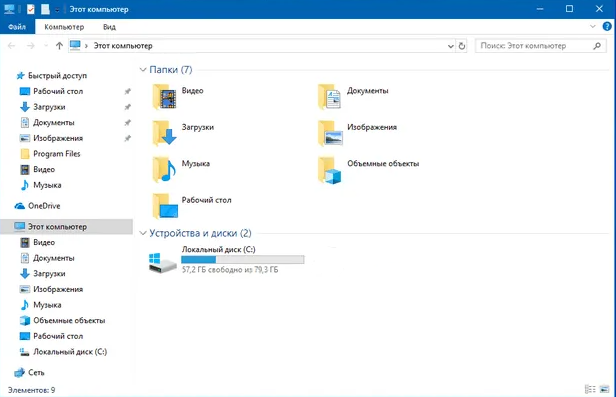 Этот компьютер
Файл Компьютер Вид
Этот компьютер
Поиск: Этот компьютер
Быстрый доступ
Рабочий стол
Загрузки
Документы
Изображения
Program Files
Видео
Музыка
OneDrive
Этот компьютер
Видео
Документы
Загрузки
Изображения
Музыка
Объемные объекты
Рабочий стол
Локальный диск (C:)
Сеть
Папки (7)
Видео
Документы
Загрузки
Изображения
Музыка
Объемные объекты
Рабочий стол
Устройства и диски (2)
Локальный диск (C:)
57,2 ГБ свободно из 79,3 ГБ
Элементов: 9